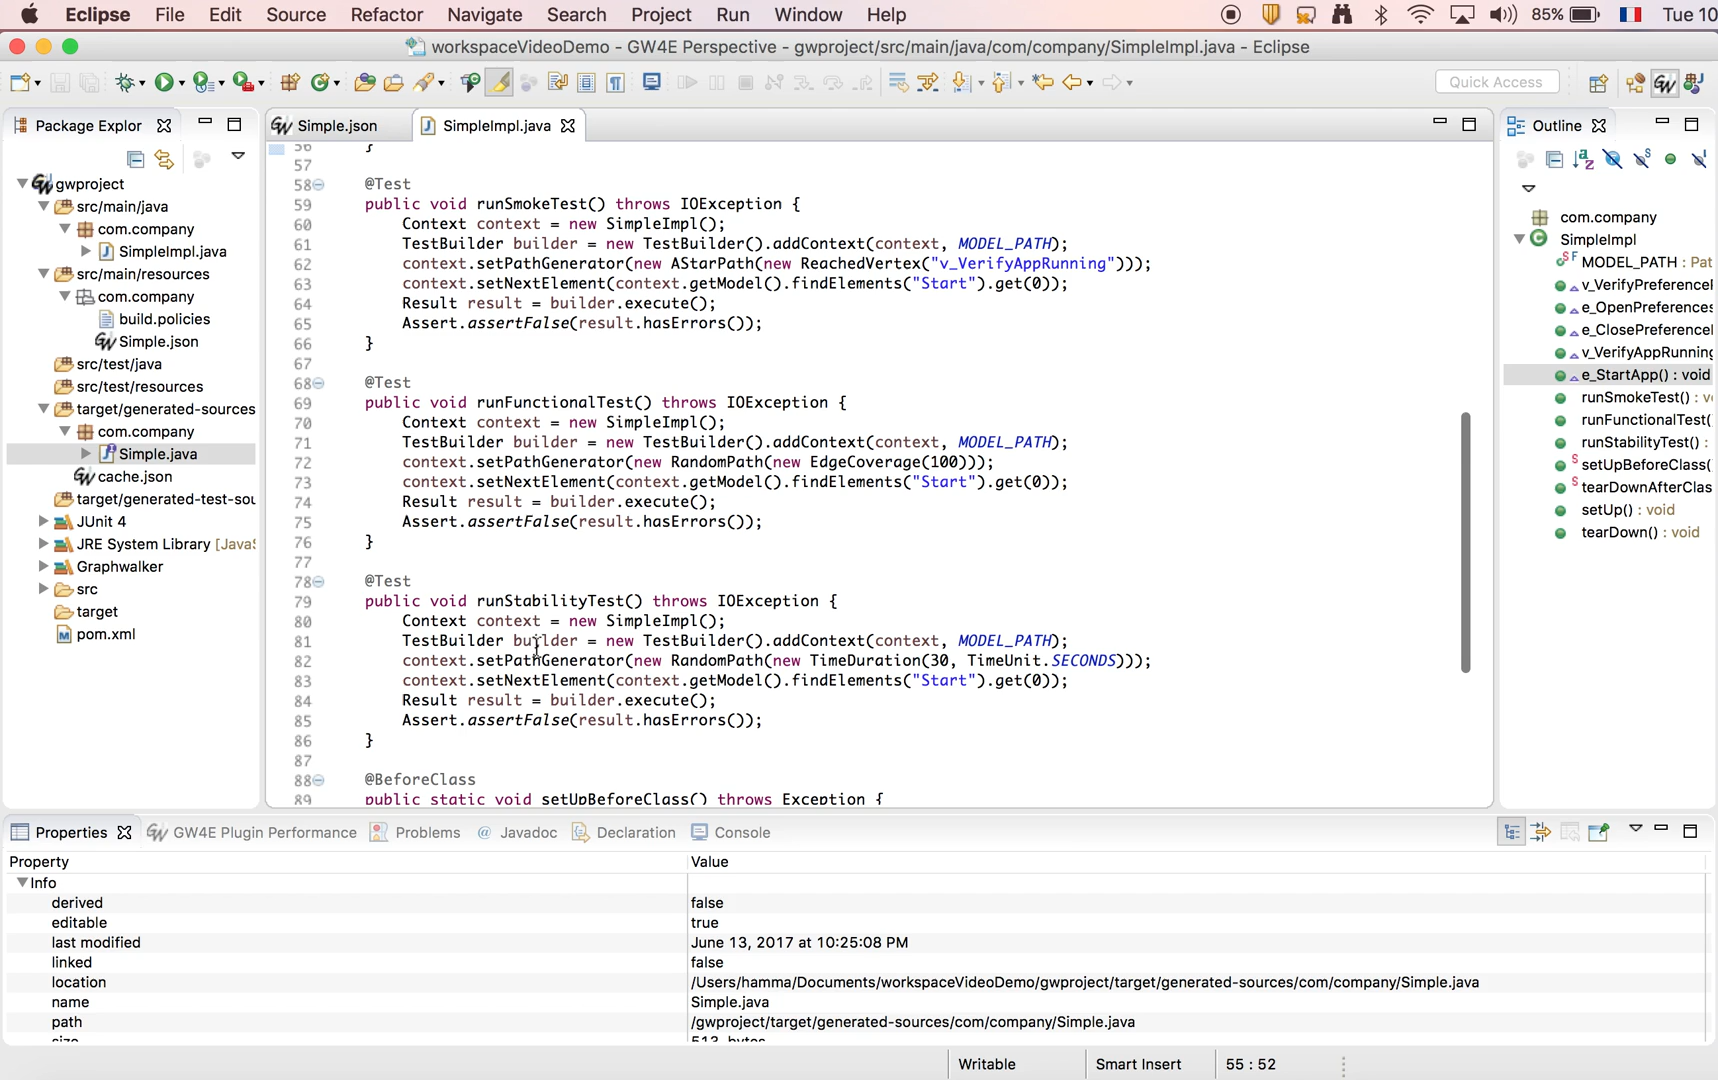 Eclipse File Edit Source Refactor Navigate Search Project Run Window Help 85% Tue 10
workspaceVideoDemo - GW4E Perspective - gwproject/src/main/java/com/company/SimpleImpl.java - Eclipse
Quick Access
Package Explor
gwproject
src/main/java
com.company
SimpleImpl.java
src/main/resources
com.company
build.policies
Simple.json
src/test/java
src/test/resources
target/generated-sources
com.company
Simple.java
cache.json
target/generated-test-sou
JUnit 4
JRE System Library [JavaS
Graphwalker
src
target
pom.xml
Simple.json SimpleImpl.java
56 }
57
58 @Test
59 public void runSmokeTest() throws IOException {
60 Context context = new SimpleImpl();
61 TestBuilder builder = new TestBuilder().addContext(context, MODEL_PATH);
62 context.setPathGenerator(new AStarPath(new ReachedVertex("v_VerifyAppRunning")));
63 context.setNextElement(context.getModel().findElements("Start").get(0));
64 Result result = builder.execute();
65 Assert.assertFalse(result.hasErrors());
66 }
67
68 @Test
69 public void runFunctionalTest() throws IOException {
70 Context context = new SimpleImpl();
71 TestBuilder builder = new TestBuilder().addContext(context, MODEL_PATH);
72 context.setPathGenerator(new RandomPath(new EdgeCoverage(100)));
73 context.setNextElement(context.getModel().findElements("Start").get(0));
74 Result result = builder.execute();
75 Assert.assertFalse(result.hasErrors());
76 }
77
78 @Test
79 public void runStabilityTest() throws IOException {
80 Context context = new SimpleImpl();
81 TestBuilder builder = new TestBuilder().addContext(context, MODEL_PATH);
82 context.setPathGenerator(new RandomPath(new TimeDuration(30, TimeUnit.SECONDS)));
83 context.setNextElement(context.getModel().findElements("Start").get(0));
84 Result result = builder.execute();
85 Assert.assertFalse(result.hasErrors());
86 }
87
88 @BeforeClass
89 public static void setUpBeforeClass() throws Exception {
Outline
com.company
SimpleImpl
MODEL_PATH : Pat
v_VerifyPreference
e_OpenPreferences
e_ClosePreference
v_VerifyAppRunning
e_StartApp() : void
runSmokeTest() : v
runFunctionalTest(
runStabilityTest() :
setUpBeforeClass(
tearDownAfterClas
setUp() : void
tearDown() : void
Properties GW4E Plugin Performance Problems @ Javadoc Declaration Console
Property Value
Info
derived false
editable true
last modified June 13, 2017 at 10:25:08 PM
linked false
location /Users/hamma/Documents/workspaceVideoDemo/gwproject/target/generated-sources/com/company/Simple.java
name Simple.java
path /gwproject/target/generated-sources/com/company/Simple.java
size 513 bytes
Writable Smart Insert 55 : 52